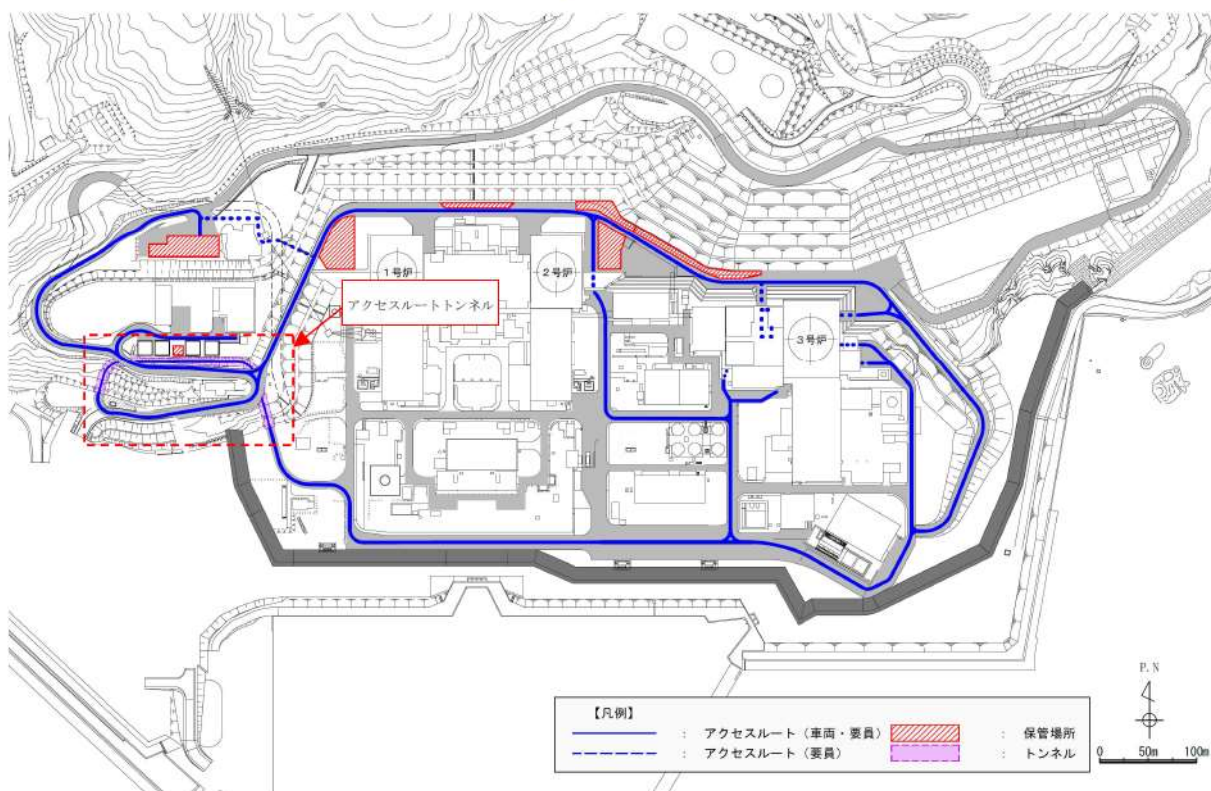 1号炉
2号炉
アクセスルートトンネル
3号炉
P.N
【凡例】
: アクセスルート（車両・要員）
: 保管場所
: アクセスルート（要員）
: トンネル
0 50m 100m